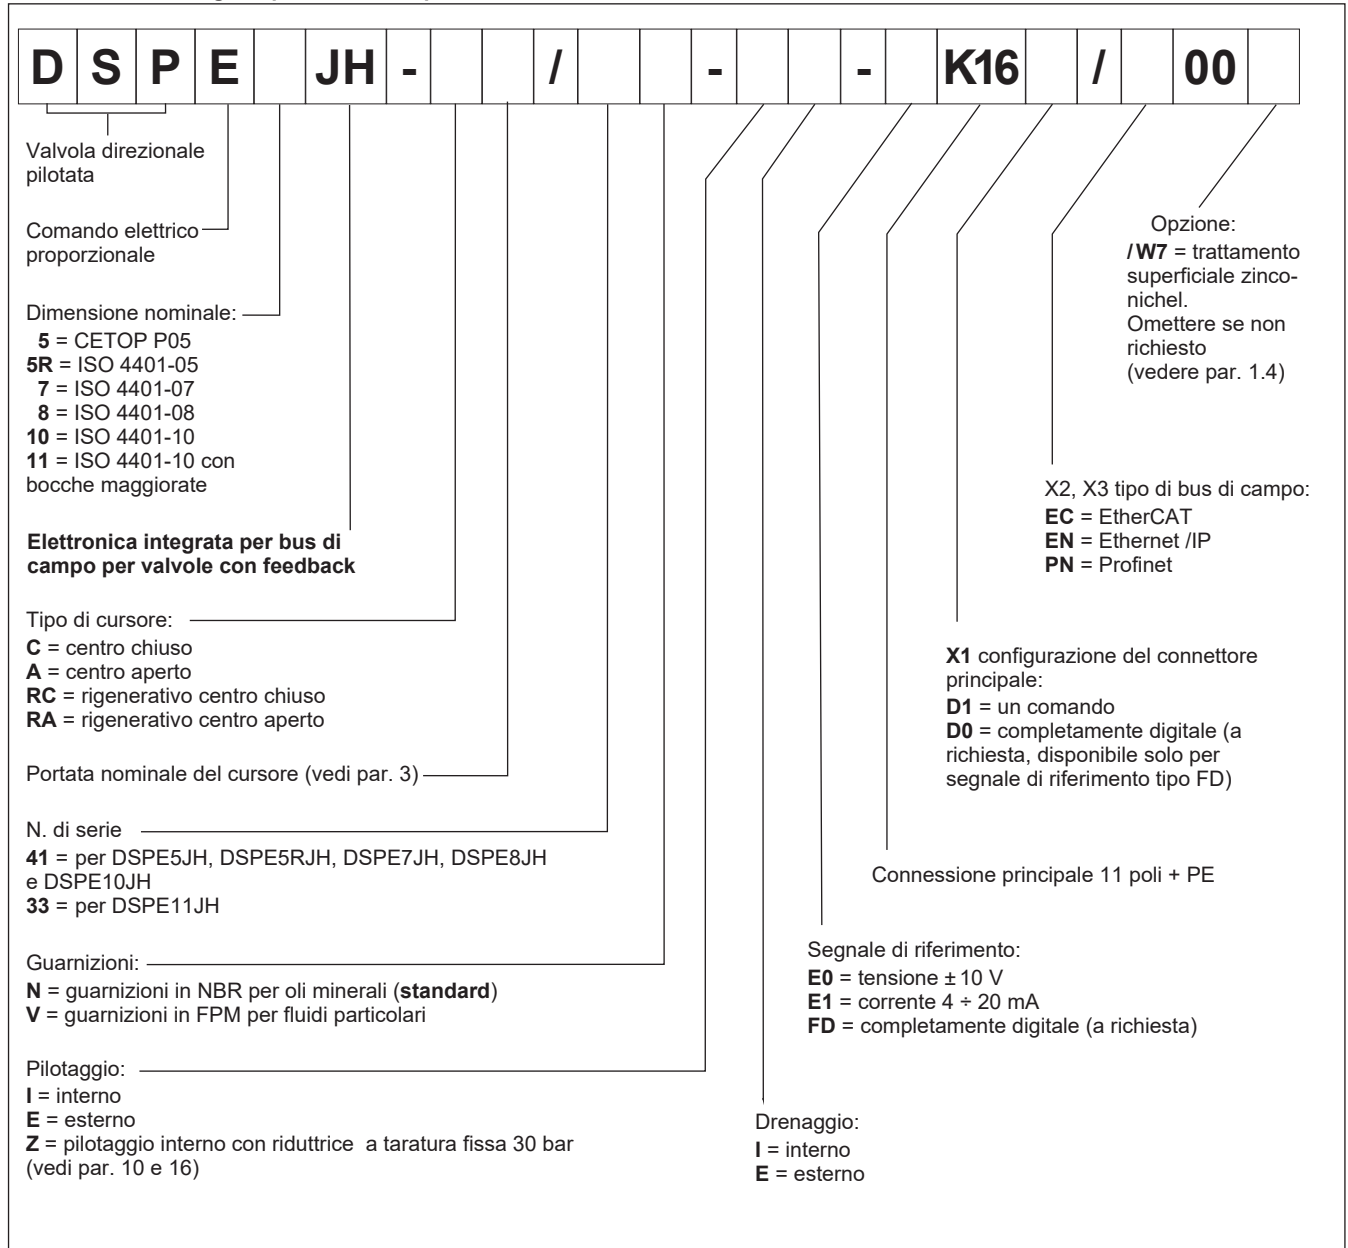 D S P E JH - / - - K16 / 00
Valvola direzionale
pilotata
Comando elettrico
proporzionale
Dimensione nominale:
5 = CETOP P05
5R = ISO 4401-05
7 = ISO 4401-07
8 = ISO 4401-08
10 = ISO 4401-10
11 = ISO 4401-10 con
bocche maggiorate
Elettronica integrata per bus di
campo per valvole con feedback
Tipo di cursore:
C = centro chiuso
A = centro aperto
RC = rigenerativo centro chiuso
RA = rigenerativo centro aperto
Portata nominale del cursore (vedi par. 3)
N. di serie
41 = per DSPE5JH, DSPE5RJH, DSPE7JH, DSPE8JH
e DSPE10JH
33 = per DSPE11JH
Guarnizioni:
N = guarnizioni in NBR per oli minerali (standard)
V = guarnizioni in FPM per fluidi particolari
Pilotaggio:
I = interno
E = esterno
Z = pilotaggio interno con riduttrice a taratura fissa 30 bar
(vedi par. 10 e 16)
Drenaggio:
I = interno
E = esterno
Segnale di riferimento:
E0 = tensione ± 10 V
E1 = corrente 4 ÷ 20 mA
FD = completamente digitale (a richiesta)
Connessione principale 11 poli + PE
X1 configurazione del connettore
principale:
D1 = un comando
D0 = completamente digitale (a
richiesta, disponibile solo per
segnale di riferimento tipo FD)
X2, X3 tipo di bus di campo:
EC = EtherCAT
EN = Ethernet /IP
PN = Profinet
Opzione:
/ W7 = trattamento
superficiale zinco-
nichel.
Omettere se non
richiesto
(vedere par. 1.4)